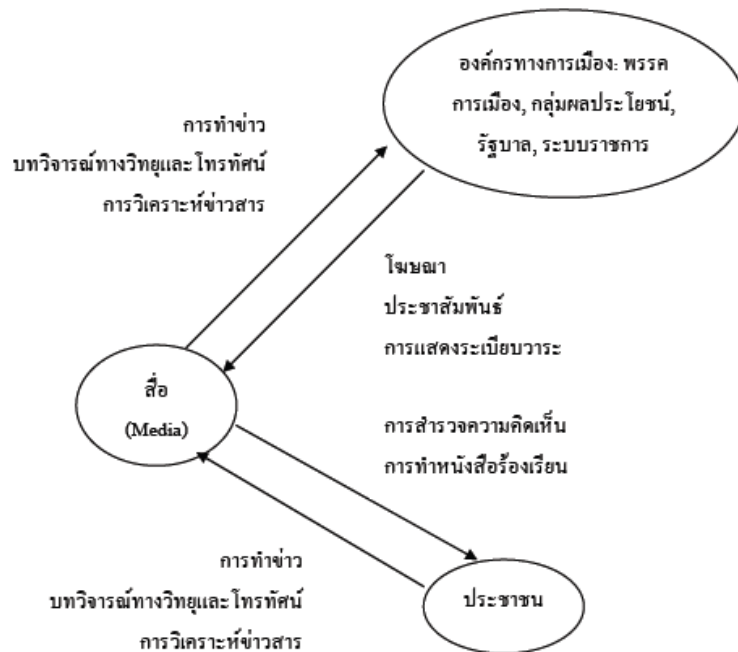 องค์กรทางการเมือง: พรรค
การเมือง, กลุ่มผลประโยชน์,
รัฐบาล, ระบบราชการ
การทำข่าว
บทวิจารณ์ทางวิทยุและโทรทัศน์
การวิเคราะห์ข่าวสาร
โฆษณา
ประชาสัมพันธ์
การแสดงระเบียบวาระ
สื่อ
(Media)
การสำรวจความคิดเห็น
การทำหนังสือร้องเรียน
การทำข่าว
บทวิจารณ์ทางวิทยุและโทรทัศน์
การวิเคราะห์ข่าวสาร
ประชาชน